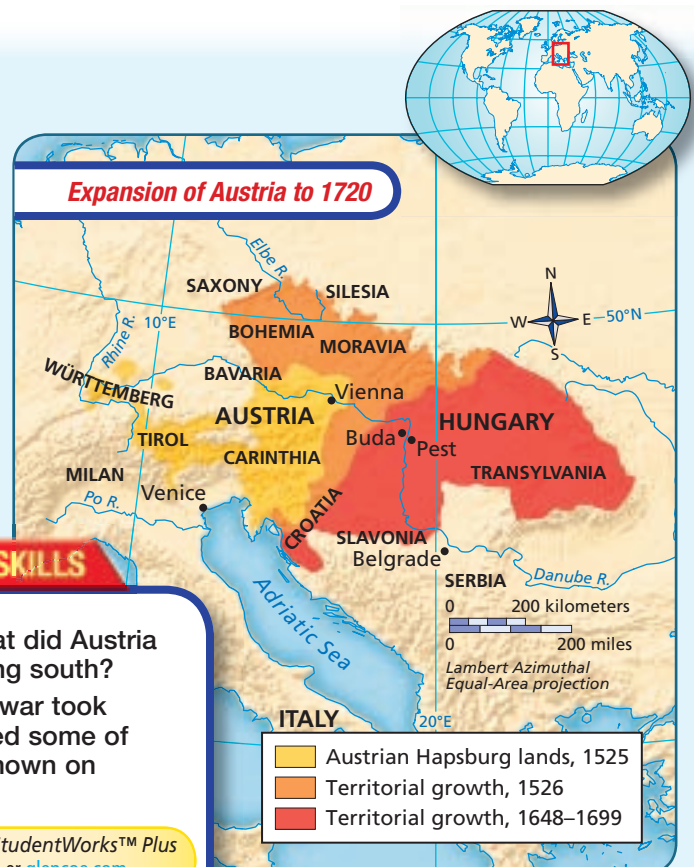 Expansion of Austria to 1720
Elbe R.
SAXONY
SILESIA
N
W
E
S
50°N
10°E
Rhine R.
BOHEMIA
MORAVIA
WÜRTTEMBERG
BAVARIA
Vienna
AUSTRIA
HUNGARY
Buda
Pest
TIROL
CARINTHIA
TRANSYLVANIA
MILAN
Venice
Po R.
CROATIA
SLAVONIA
Belgrade
SERBIA
Danube R.
Adriatic Sea
0 200 kilometers
0 200 miles
Lambert Azimuthal
Equal-Area projection
ITALY
20°E
Austrian Hapsburg lands, 1525
Territorial growth, 1526
Territorial growth, 1648–1699
SKILLS
at did Austria
ng south?
war took
ed some of
hown on
tudentWorks™ Plus
or